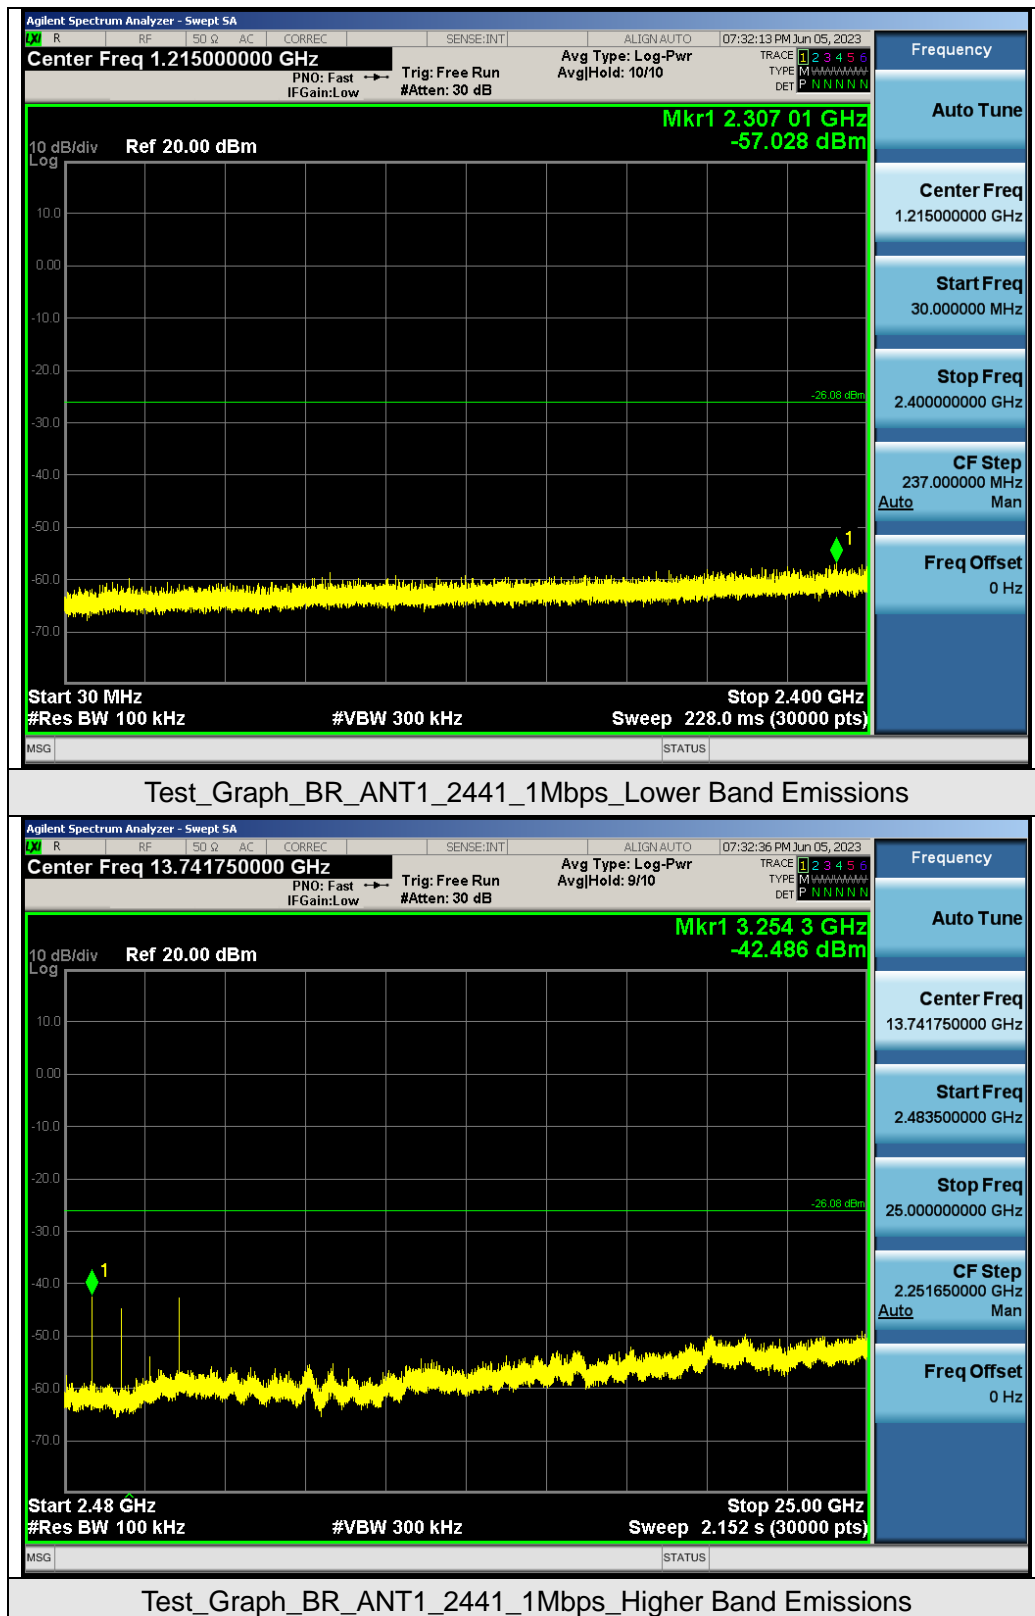 Agilent Spectrum Analyzer - Swept SA
LXI R RF 50 Ω AC CORREC SENSE:INT ALIGN AUTO 07:32:13 PM Jun 05, 2023
Center Freq 1.215000000 GHz
PNO: Fast
IFGain:Low
Trig: Free Run
#Atten: 30 dB
Avg Type: Log-Pwr
Avg|Hold: 10/10
TRACE 1 2 3 4 5 6
TYPE M
DET P N N N N N
Mkr1 2.307 01 GHz
-57.028 dBm
10 dB/div Ref 20.00 dBm
Log
10.0
0.00
-10.0
-20.0
-26.08 dBm
-30.0
-40.0
-50.0
1
-60.0
-70.0
Start 30 MHz Stop 2.400 GHz
#Res BW 100 kHz #VBW 300 kHz Sweep 228.0 ms (30000 pts)
MSG STATUS
Frequency
Auto Tune
Center Freq
1.215000000 GHz
Start Freq
30.000000 MHz
Stop Freq
2.400000000 GHz
CF Step
237.000000 MHz
Auto Man
Freq Offset
0 Hz
Test_Graph_BR_ANT1_2441_1Mbps_Lower Band Emissions
Agilent Spectrum Analyzer - Swept SA
LXI R RF 50 Ω AC CORREC SENSE:INT ALIGN AUTO 07:32:36 PM Jun 05, 2023
Center Freq 13.741750000 GHz
PNO: Fast
IFGain:Low
Trig: Free Run
#Atten: 30 dB
Avg Type: Log-Pwr
Avg|Hold: 9/10
TRACE 1 2 3 4 5 6
TYPE M
DET P N N N N N
Mkr1 3.254 3 GHz
-42.486 dBm
10 dB/div Ref 20.00 dBm
Log
10.0
0.00
-10.0
-20.0
-26.08 dBm
-30.0
1
-40.0
-50.0
-60.0
-70.0
Start 2.48 GHz Stop 25.00 GHz
#Res BW 100 kHz #VBW 300 kHz Sweep 2.152 s (30000 pts)
MSG STATUS
Frequency
Auto Tune
Center Freq
13.741750000 GHz
Start Freq
2.483500000 GHz
Stop Freq
25.000000000 GHz
CF Step
2.251650000 GHz
Auto Man
Freq Offset
0 Hz
Test_Graph_BR_ANT1_2441_1Mbps_Higher Band Emissions